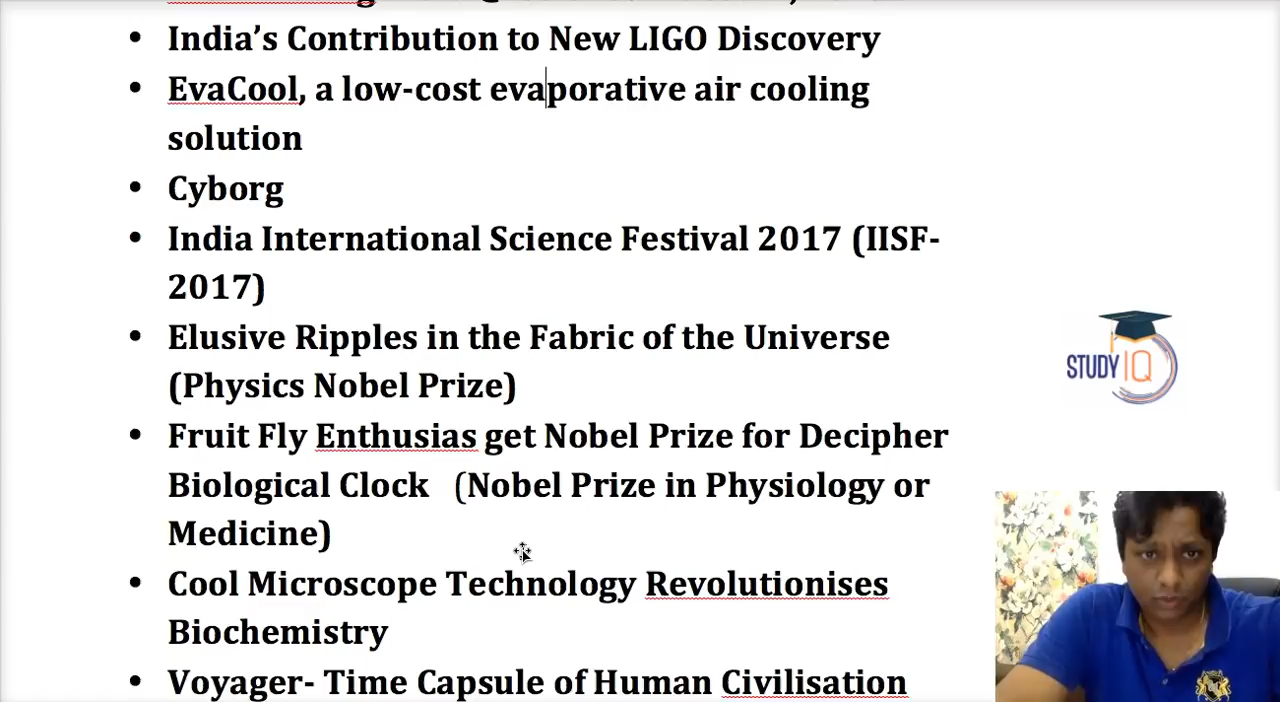 India's Contribution to New LIGO Discovery
EvaCool, a low-cost evaporative air cooling
solution
Cyborg
India International Science Festival 2017 (IISF-
2017)
Elusive Ripples in the Fabric of the Universe
(Physics Nobel Prize)
STUDY IQ
Fruit Fly Enthusias get Nobel Prize for Decipher
Biological Clock (Nobel Prize in Physiology or
Medicine)
Cool Microscope Technology Revolutionises
Biochemistry
Voyager- Time Capsule of Human Civilisation